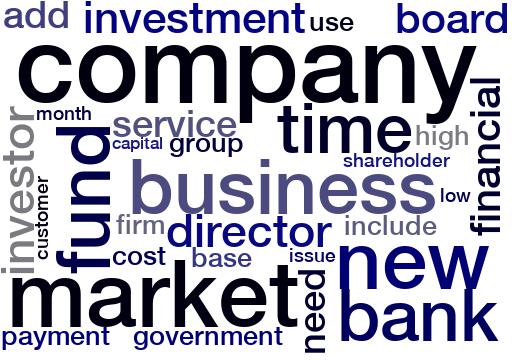 add investment use board
company
month
service
time
high
financial
investor
capital group
shareholder
fund
business
low
customer
firm director include
cost base issue
new
market
need
bank
payment government